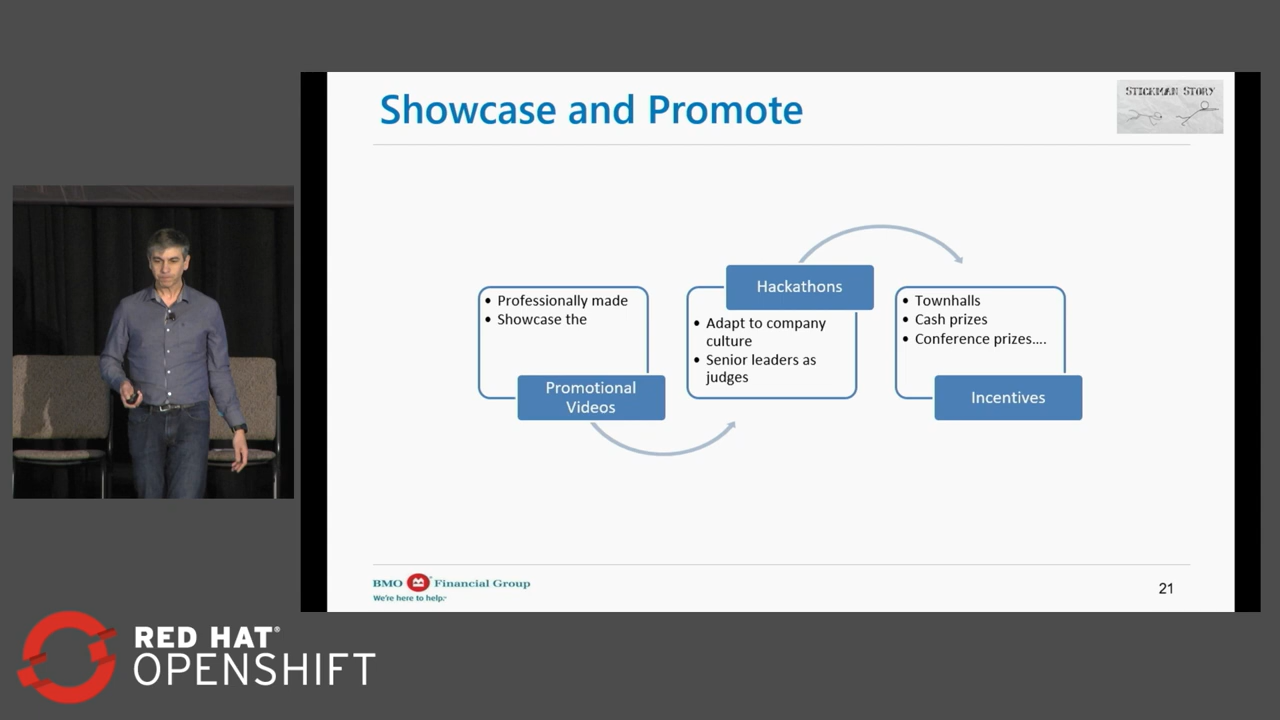 Showcase and Promote
STICKMAN STORY
• Professionally made
• Showcase the
Promotional
Videos
Hackathons
• Adapt to company
culture
• Senior leaders as
judges
• Townhalls
• Cash prizes
• Conference prizes....
Incentives
BMO Financial Group
We're here to help.™
21
RED HAT®
OPENSHIFT